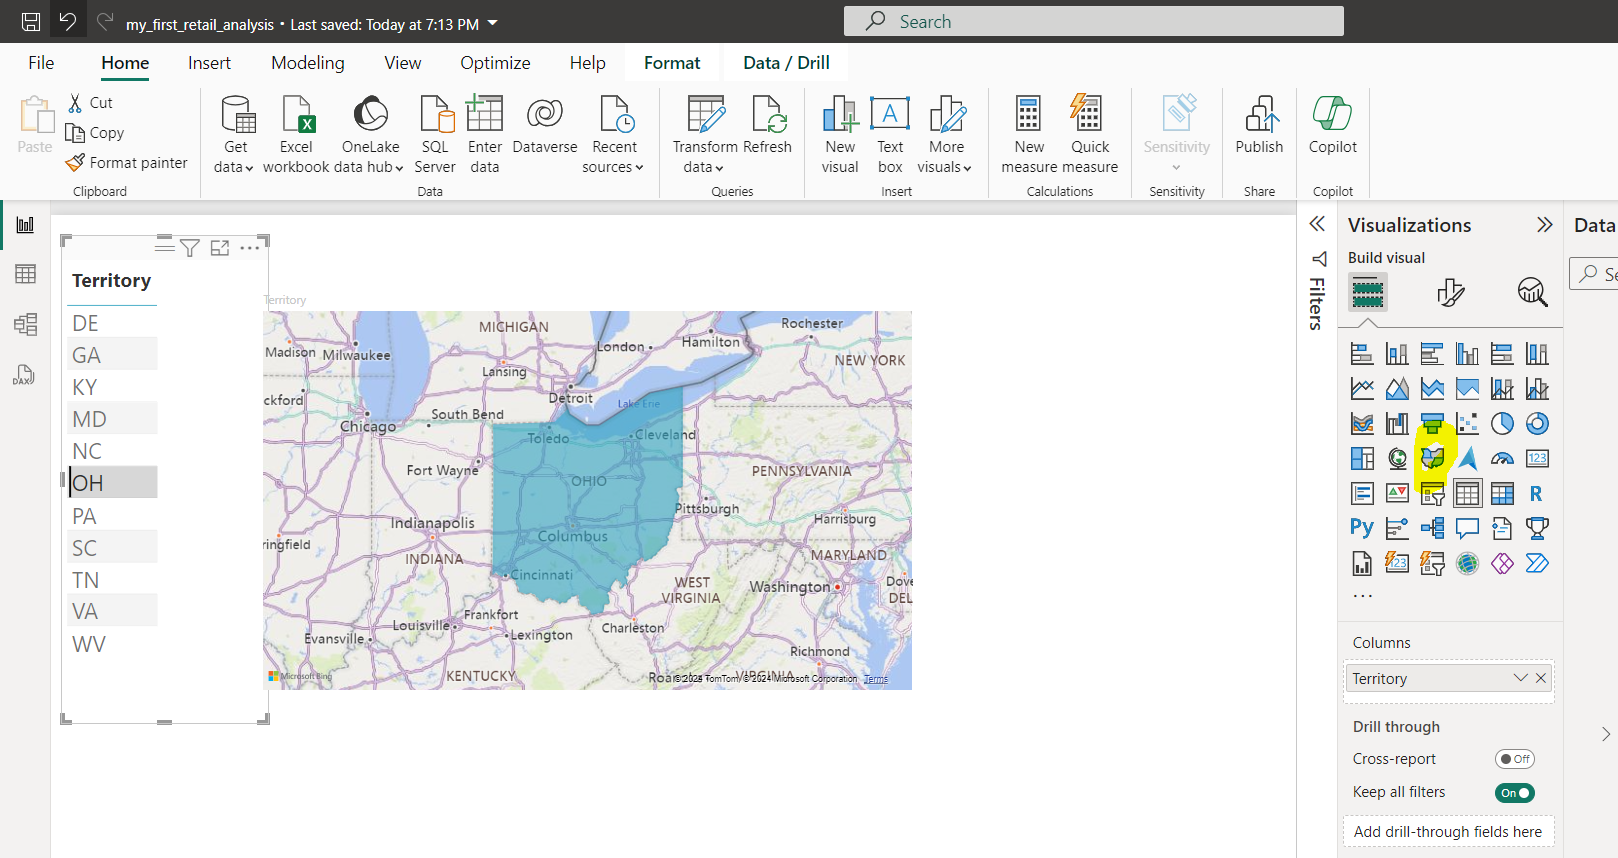 my_first_retail_analysis • Last saved: Today at 7:13 PM
Search
File Home Insert Modeling View Optimize Help Format Data / Drill
Paste
Cut
Copy
Format painter
Clipboard
Get data
Excel workbook
OneLake data hub
SQL Server
Enter data
Dataverse
Recent sources
Data
Transform data
Refresh
Queries
New visual
Text box
More visuals
Insert
New measure
Quick measure
Calculations
Sensitivity
Sensitivity
Publish
Share
Copilot
Copilot
DAX
Territory
DE
GA
KY
MD
NC
OH
PA
SC
TN
VA
WV
Territory
MICHIGAN
Rochester
Madison
Milwaukee
London
Hamilton
NEW YORK
Lansing
Detroit
Lake Erie
ckford
South Bend
Chicago
Toledo
Cleveland
Fort Wayne
OHIO
PENNSYLVANIA
Pittsburgh
Indianapolis
Columbus
Harrisburg
ringfield
INDIANA
MARYLAND
Cincinnati
WEST VIRGINIA
Washington
Dove
DEL
Frankfort
Louisville
Charleston
Evansville
Lexington
Richmond
KENTUCKY
VIRGINIA
Roa
Microsoft Bing
© 2024 TomTom, © 2024 Microsoft Corporation Terms
Filters
Visualizations
Build visual
123
R
Py
123
...
Columns
Territory
Drill through
Cross-report
Off
Keep all filters
On
Add drill-through fields here
Data
Se